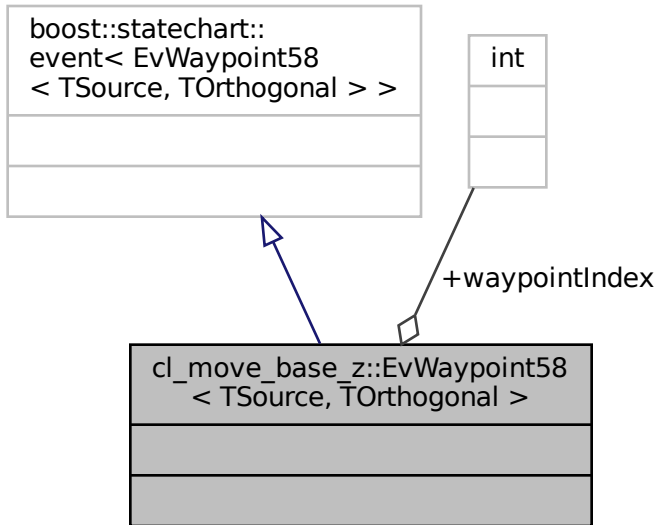 boost::statechart::
event< EvWaypoint58
< TSource, TOrthogonal > >
int
+waypointIndex
cl_move_base_z::EvWaypoint58
< TSource, TOrthogonal >